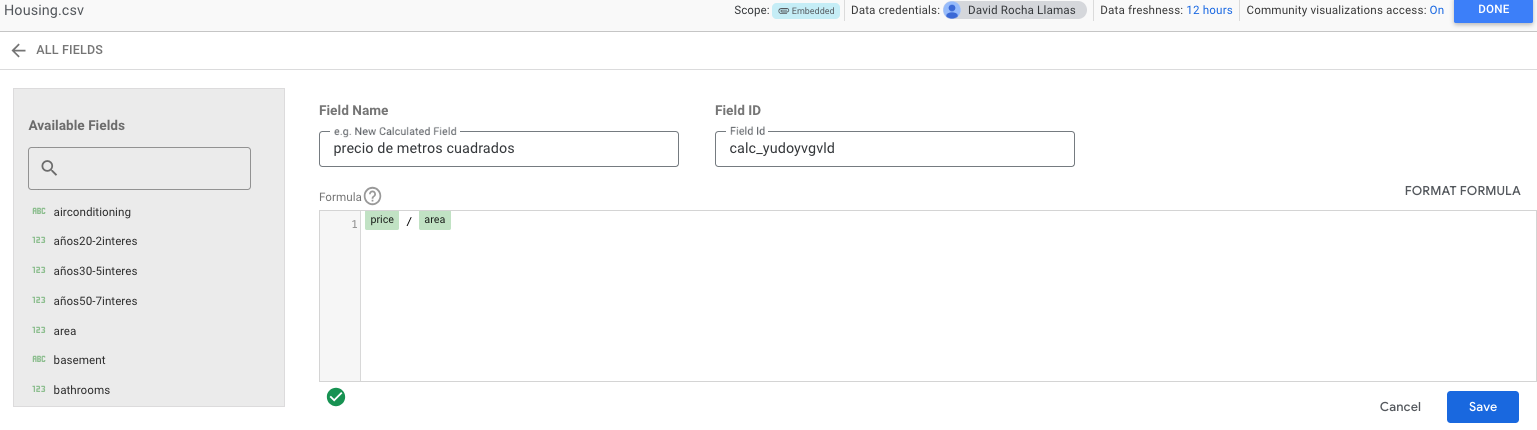 Housing.csv
Scope: Embedded Data credentials: David Rocha Llamas Data freshness: 12 hours Community visualizations access: On DONE
ALL FIELDS
Available Fields
ABC airconditioning
123 años20-2interes
123 años30-5interes
123 años50-7interes
123 area
ABC basement
123 bathrooms
Field Name
e.g. New Calculated Field
precio de metros cuadrados
Field ID
Field Id
calc_yudoyvgvld
Formula ?
FORMAT FORMULA
1 price / area
Cancel Save